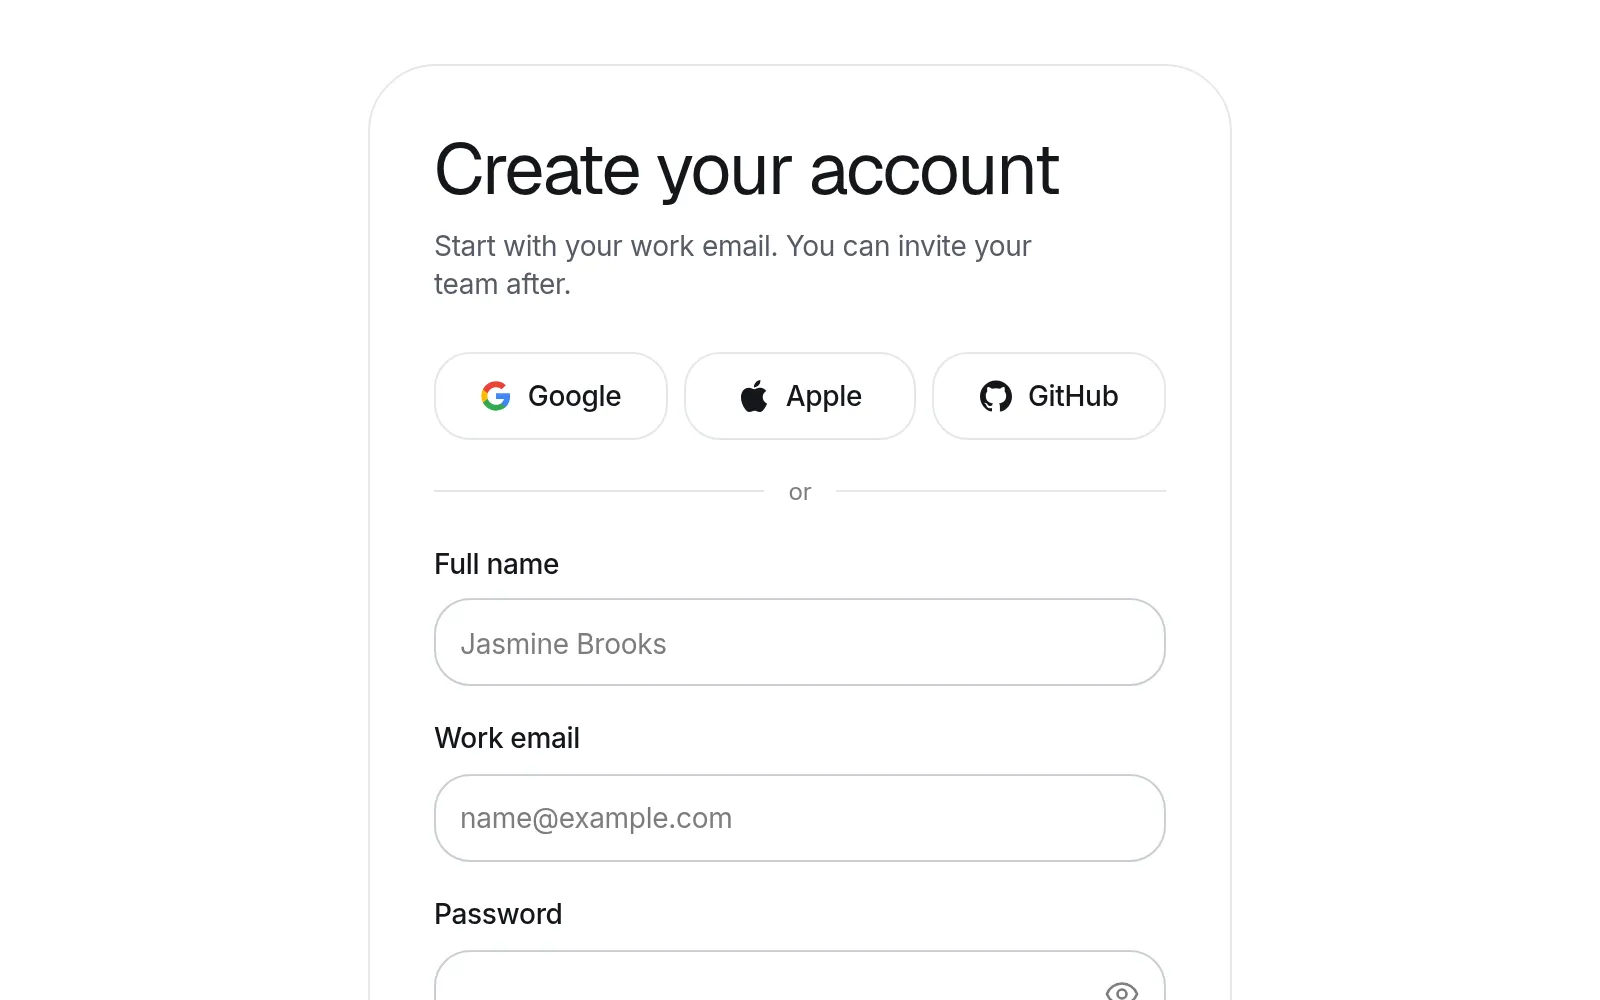 Create your account
Start with your work email. You can invite your
team after.
Google
Apple
GitHub
or
Full name
Jasmine Brooks
Work email
name@example.com
Password